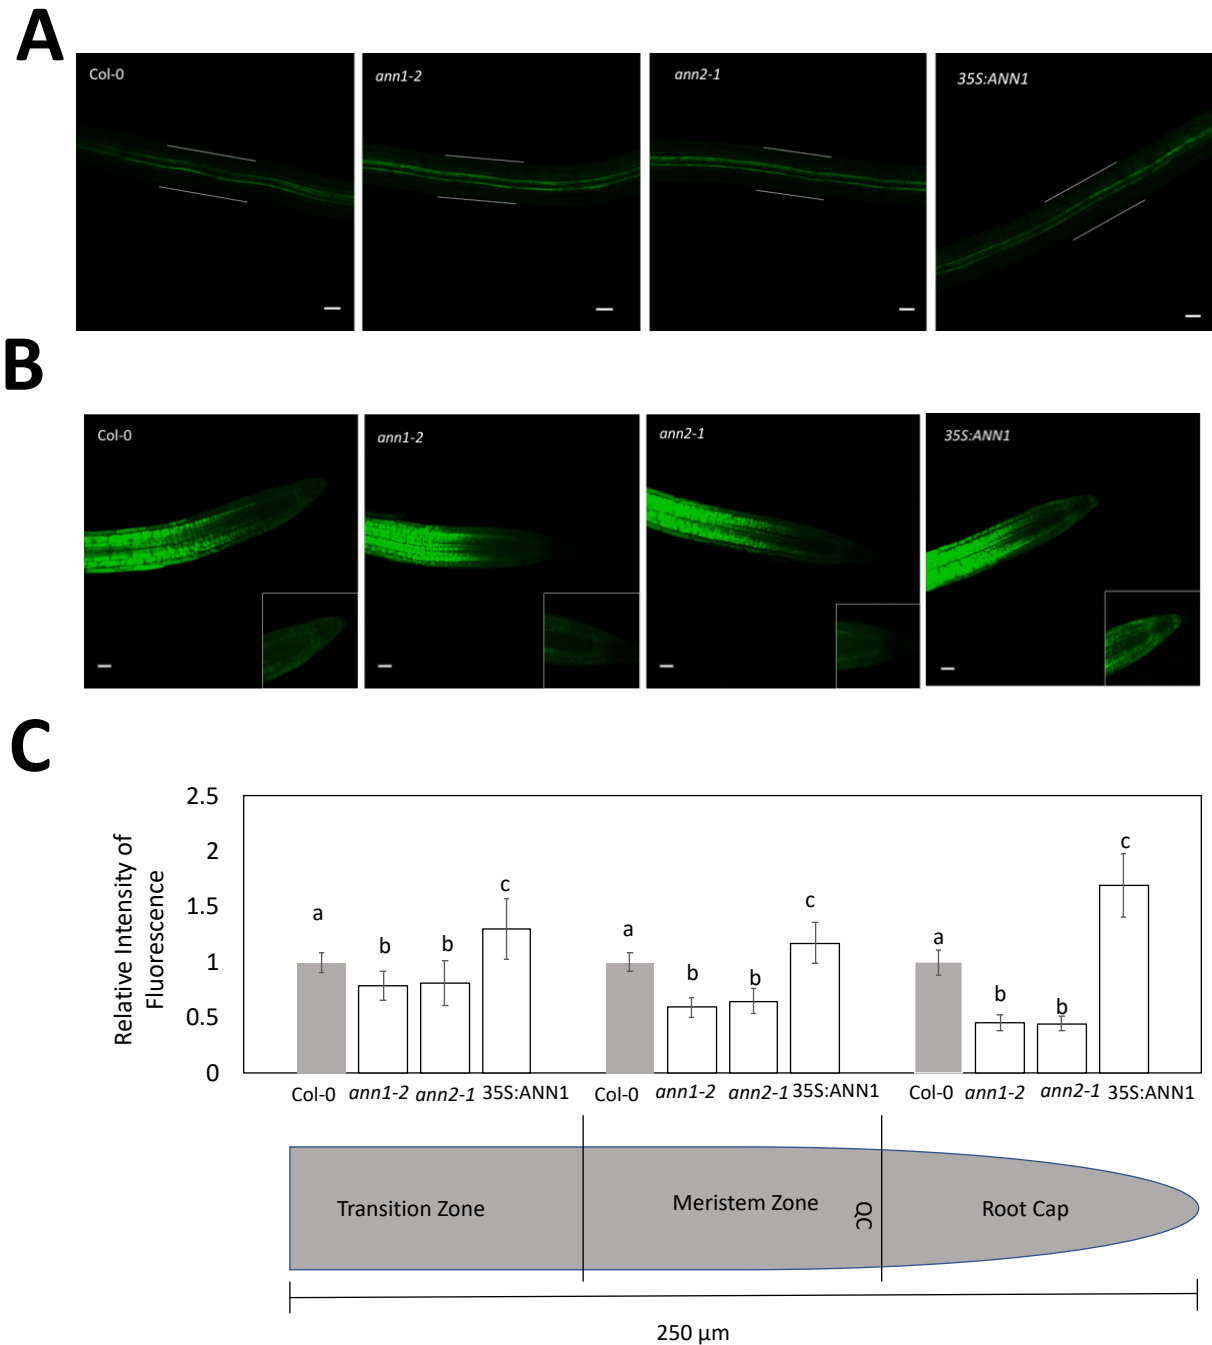 A
Col-0
ann1-2
ann2-1
35S:ANN1
B
Col-0
ann1-2
ann2-1
35S:ANN1
C
Relative Intensity of
Fluorescence
2.5
2
1.5
1
0.5
0
a
b
b
c
a
b
b
c
a
b
b
c
Col-0 ann1-2 ann2-1 35S:ANN1 Col-0 ann1-2 ann2-1 35S:ANN1 Col-0 ann1-2 ann2-1 35S:ANN1
Transition Zone
Meristem Zone
QC
Root Cap
250 μm